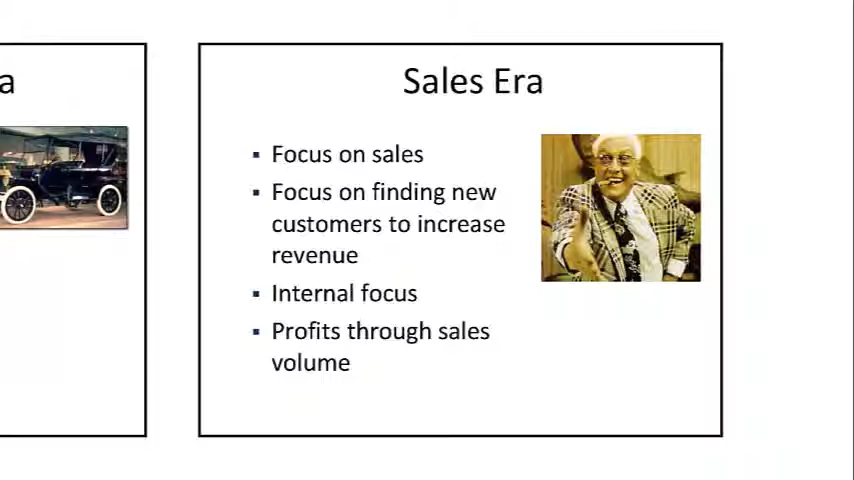 a
Sales Era
▪ Focus on sales
▪ Focus on finding new
customers to increase
revenue
▪ Internal focus
▪ Profits through sales
volume